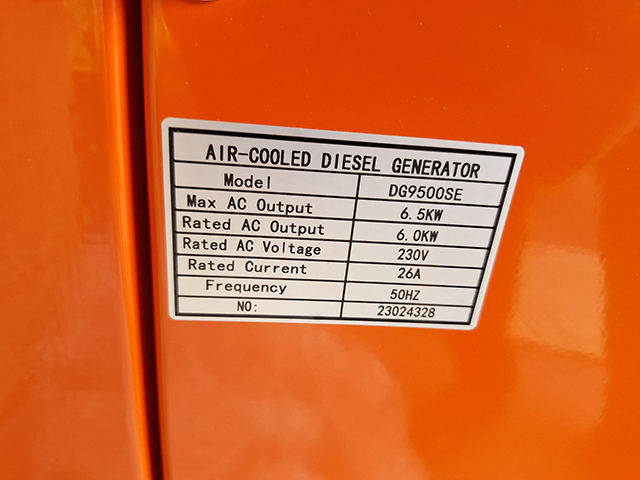 AIR-COOLED DIESEL GENERATOR
Model DG9500SE
Max AC Output 6.5KW
Rated AC Output 6.0KW
Rated AC Voltage 230V
Rated Current 26A
Frequency 50HZ
NO: 23024328